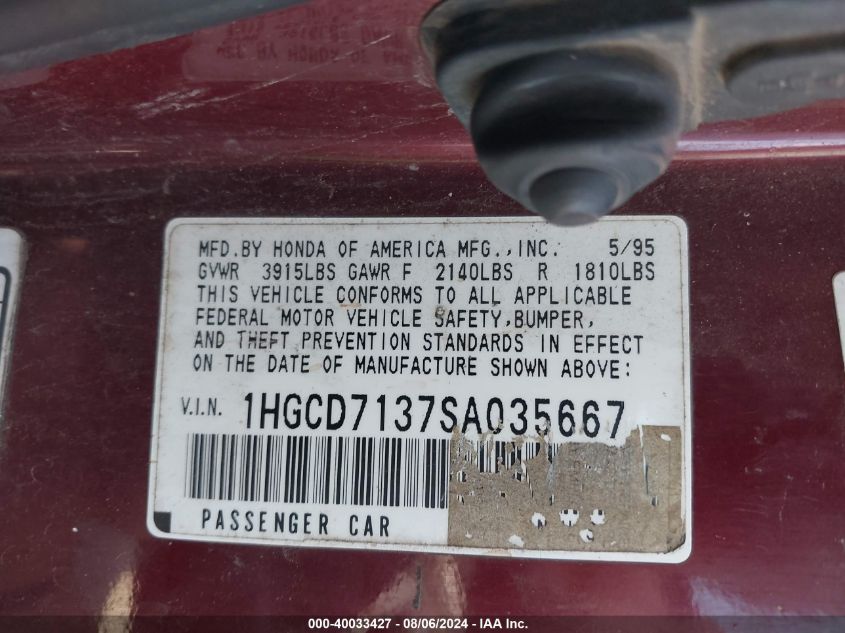 MFD.BY HONDA OF AMERICA MFG.,INC. 5/95
GVWR 3915LBS GAWR F 2140LBS R 1810LBS
THIS VEHICLE CONFORMS TO ALL APPLICABLE
FEDERAL MOTOR VEHICLE SAFETY,BUMPER,
AND THEFT PREVENTION STANDARDS IN EFFECT
ON THE DATE OF MANUFACTURE SHOWN ABOVE:
V.I.N. 1HGCD7137SA035667
PASSENGER CAR
000-40033427 - 08/06/2024 - IAA Inc.